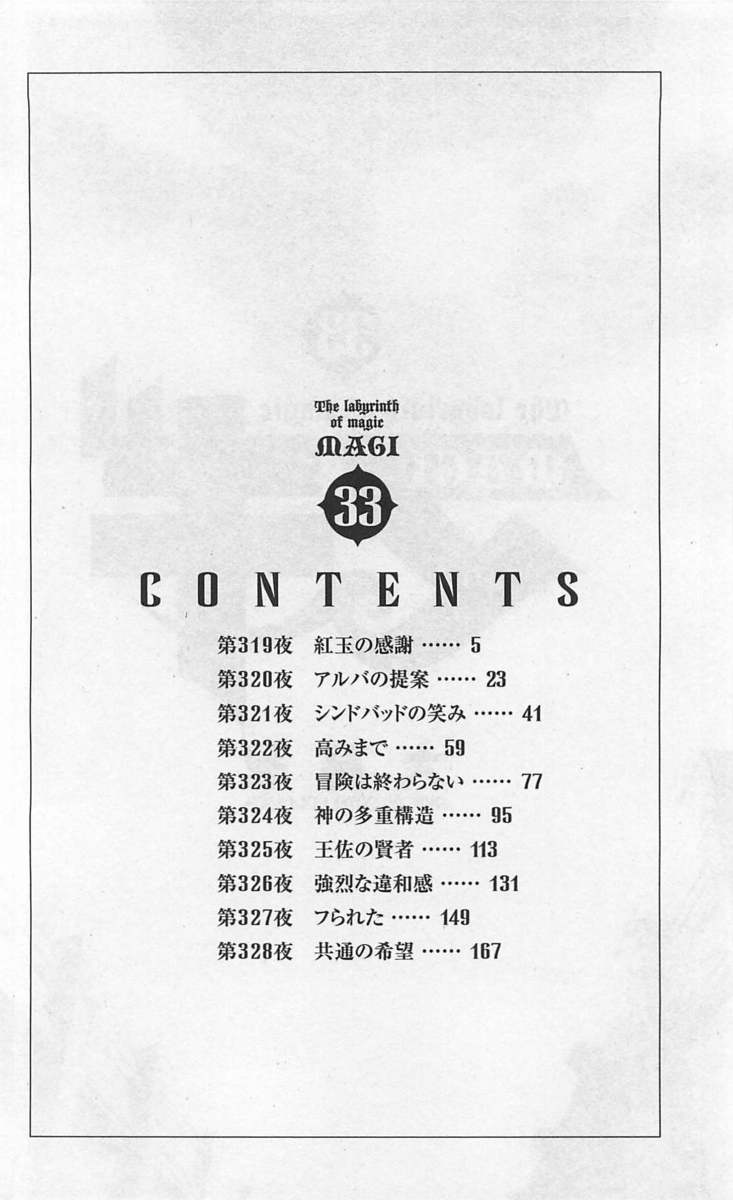 The labyrinth
of magic
MAGI
33
CONTENTS
第319夜 紅玉の感謝 …… 5
第320夜 アルバの提案 …… 23
第321夜 シンドバッドの笑み …… 41
第322夜 高みまで …… 59
第323夜 冒険は終わらない …… 77
第324夜 神の多重構造 …… 95
第325夜 王佐の賢者 …… 113
第326夜 強烈な違和感 …… 131
第327夜 フられた …… 149
第328夜 共通の希望 …… 167